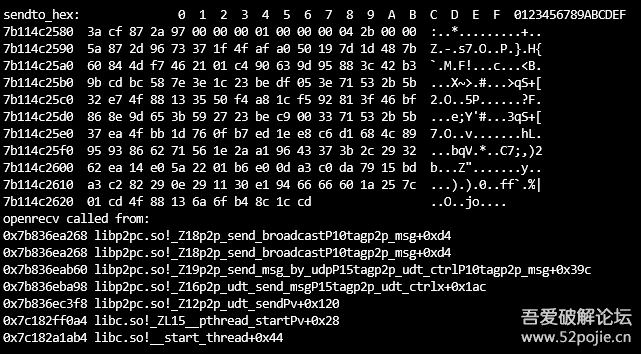 sendto_hex:  0  1  2  3  4  5  6  7  8  9  A  B  C  D  E  F  0123456789ABCDEF
7b114c2580  3a cf 87 2a 97 00 00 00 01 00 00 00 04 2b 00 00  :..*.........+..
7b114c2590  5a 87 2d 96 73 37 1f 4f af a0 50 19 7d 1d 48 7b  Z.-.s7.O..P.}.H{
7b114c25a0  60 84 4d f7 46 21 01 c4 90 63 9d 95 88 3c 42 b3  `.M.F!...c...<B.
7b114c25b0  9b cd bc 58 7e 3e 1c 23 be df 05 3e 71 53 2b 5b  ...X~>.#...>qS+[
7b114c25c0  32 e7 4f 88 13 35 50 f4 a8 1c f5 92 81 3f 46 bf  2.O..5P......?F.
7b114c25d0  86 8e 9d 65 3b 59 27 23 be c9 00 33 71 53 2b 5b  ...e;Y'#...3qS+[
7b114c25e0  37 ea 4f bb 1d 76 0f b7 ed 1e e8 c6 d1 68 4c 89  7.O..v.......hL.
7b114c25f0  95 93 86 62 71 56 1e 2a a1 96 43 37 3b 2c 29 32  ...bqV.*..C7;,)2
7b114c2600  62 ea 14 e0 5a 22 01 b6 e0 0d a3 c0 da 79 15 bd  b...Z".......y..
7b114c2610  a3 c2 82 29 0e 29 11 30 e1 94 66 66 60 1a 25 7c  ...).).0..ff`.%|
7b114c2620  01 cd 4f 88 13 6a 6f b4 8c 1c cd  ..O..jo....
openrecv called from:
0x7b836ea268 libp2pc.so!_Z18p2p_send_broadcastP10tagp2p_msg+0xd4
0x7b836ea268 libp2pc.so!_Z18p2p_send_broadcastP10tagp2p_msg+0xd4
0x7b836eab60 libp2pc.so!_Z19p2p_send_msg_by_udpP15tagp2p_udt_ctrlP10tagp2p_msg+0x39c
0x7b836eba98 libp2pc.so!_Z16p2p_udt_send_dataP15tagp2p_udt_ctrlx+0x1ac
0x7b836ec3f8 libp2pc.so!_Z12p2p_udt_sendPv+0x120
0x7c182ff0a4 libc.so!_ZL15__pthread_startPv+0x28
0x7c182a1ab4 libc.so!__start_thread+0x44
吾爱破解论坛
www.52pojie.cn